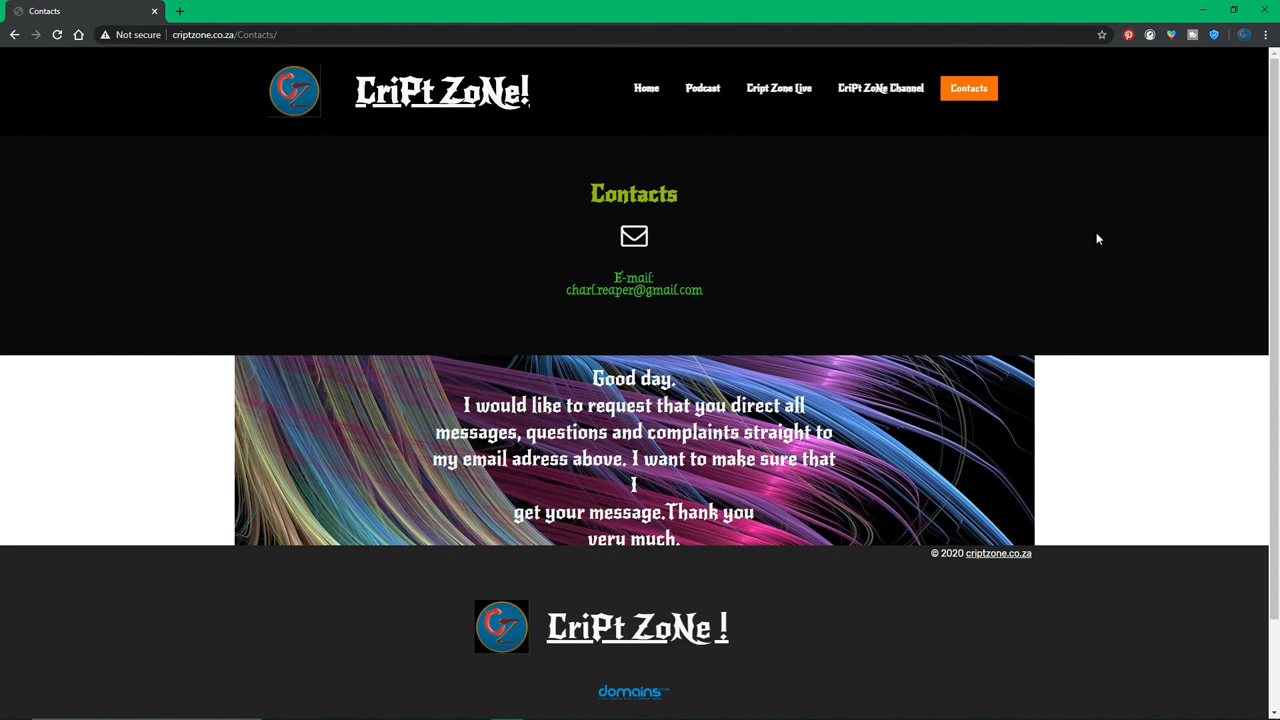 Contacts
Not secure
criptzone.co.za/Contacts/
CriPt ZoNe!
Home
Podcast
Cript Zone Live
CriPt ZoNe Channel
Contacts
Contacts
E-mail:
charl.reaper@gmail.com
Good day.
I would like to request that you direct all
messages, questions and complaints straight to
my email adress above. I want to make sure that
I
get your message.Thank you
very much.
© 2020 criptzone.co.za
CriPt ZoNe !
domains